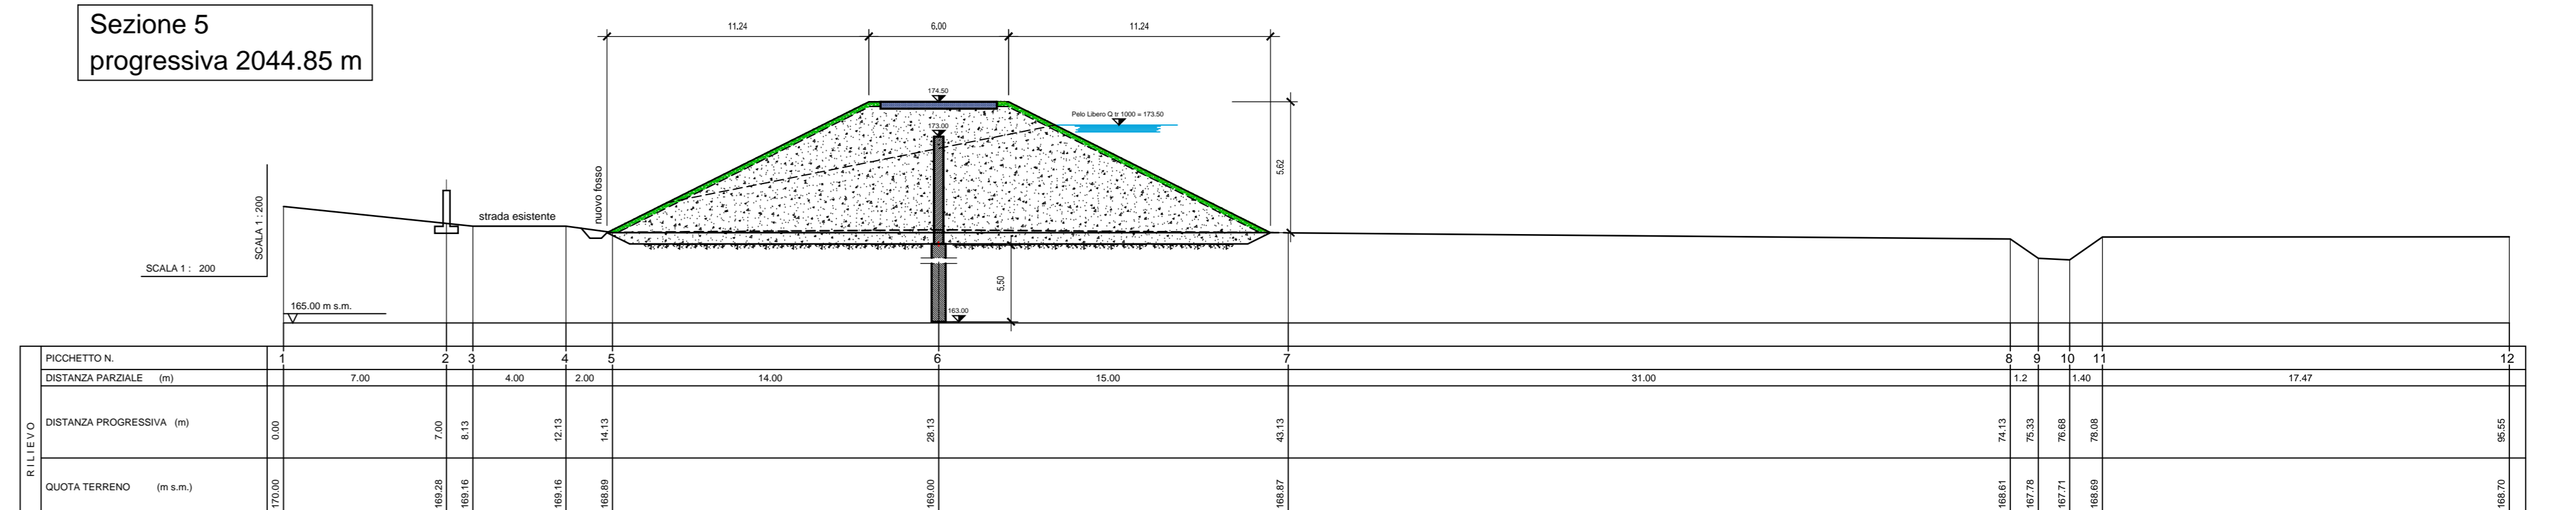 Sezione 5
progressiva 2044.85 m
11.24
6.00
11.24
174.50
Pelo Libero Q tr 1000 = 173.50
173.00
5.62
nuovo fosso
strada esistente
SCALA 1 : 200
SCALA 1 : 200
5.50
165.00 m s.m.
163.00
RILIEVO
PICCHETTO N. 1 2 3 4 5 6 7 8 9 10 11 12
DISTANZA PARZIALE (m) 7.00 4.00 2.00 14.00 15.00 31.00 1.2 1.40 17.47
DISTANZA PROGRESSIVA (m) 0.00 7.00 8.13 12.13 14.13 28.13 43.13 74.13 75.33 76.68 78.08 95.55
QUOTA TERRENO (m s.m.) 170.00 169.28 169.16 169.16 168.89 169.00 168.87 168.61 167.78 167.71 168.69 168.70